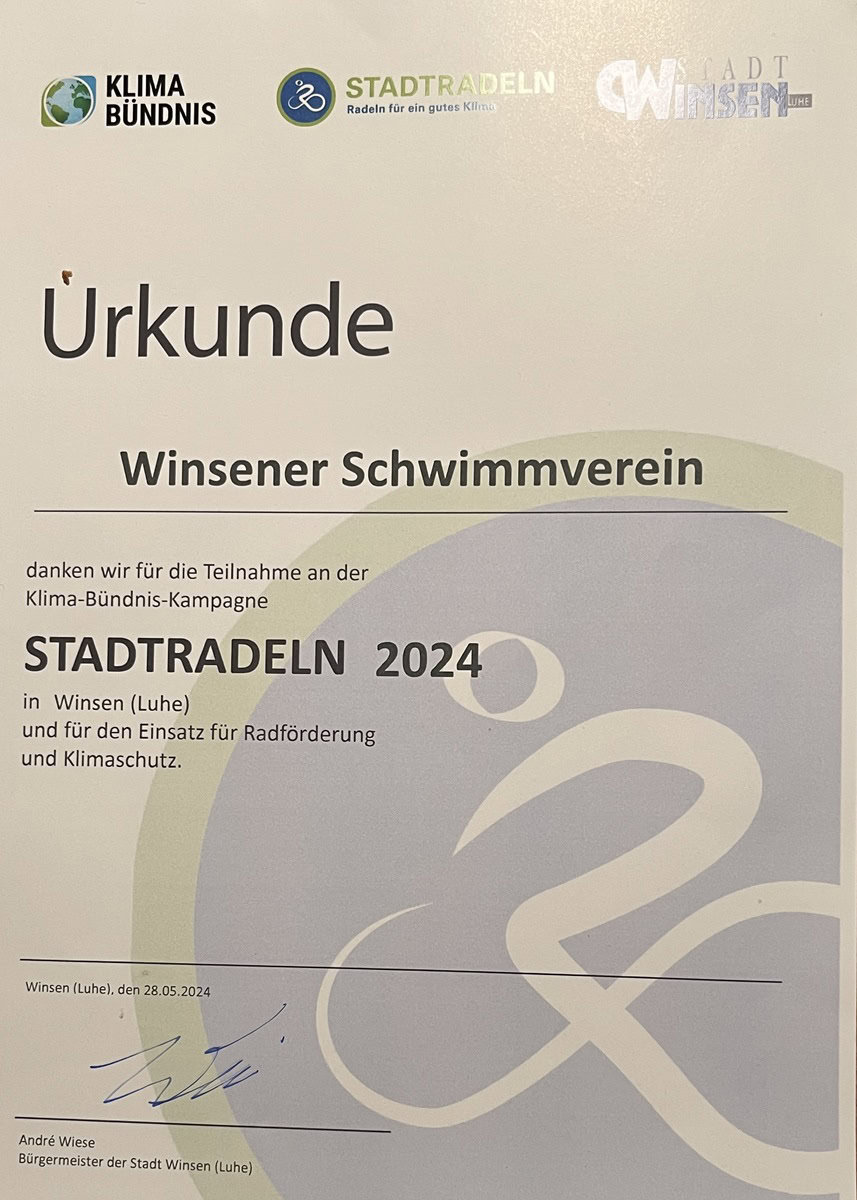 KLIMA
BÜNDNIS
STADTRADELN
Radeln für ein gutes Klima
STADT
WINSEN
LUHE
Urkunde
Winsener Schwimmverein
danken wir für die Teilnahme an der
Klima-Bündnis-Kampagne
STADTRADELN 2024
in Winsen (Luhe)
und für den Einsatz für Radförderung
und Klimaschutz.
Winsen (Luhe), den 28.05.2024
André Wiese
Bürgermeister der Stadt Winsen (Luhe)